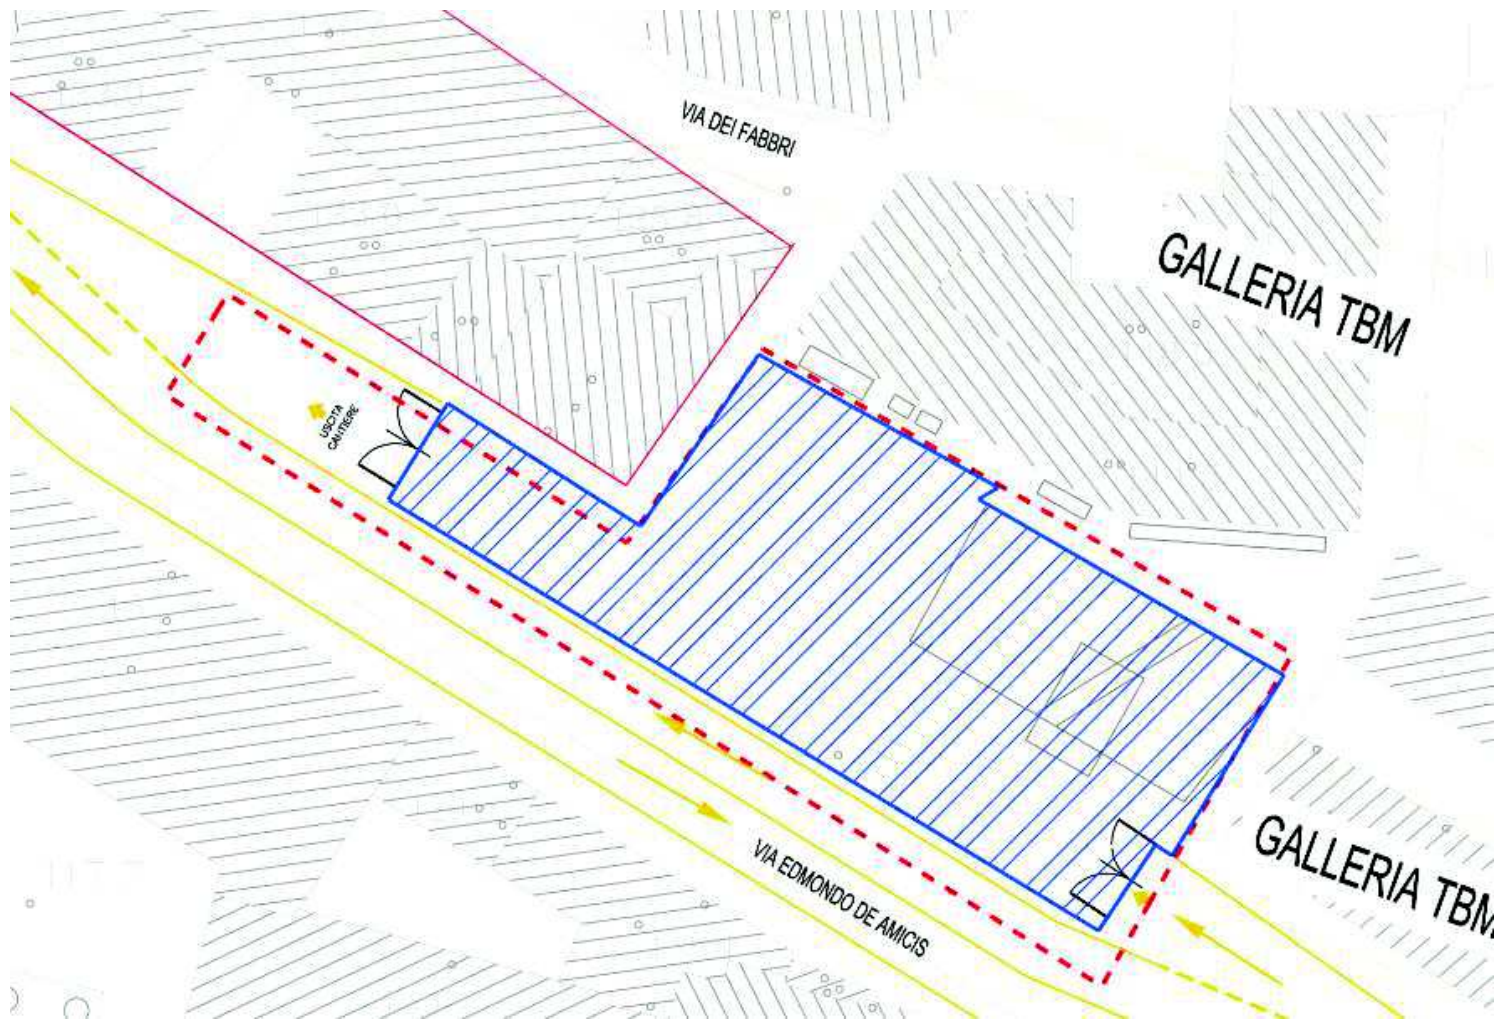 VIA DEI FABBRI
GALLERIA TBM
USCITA
CANTIERE
GALLERIA TBM
VIA EDMONDO DE AMICIS